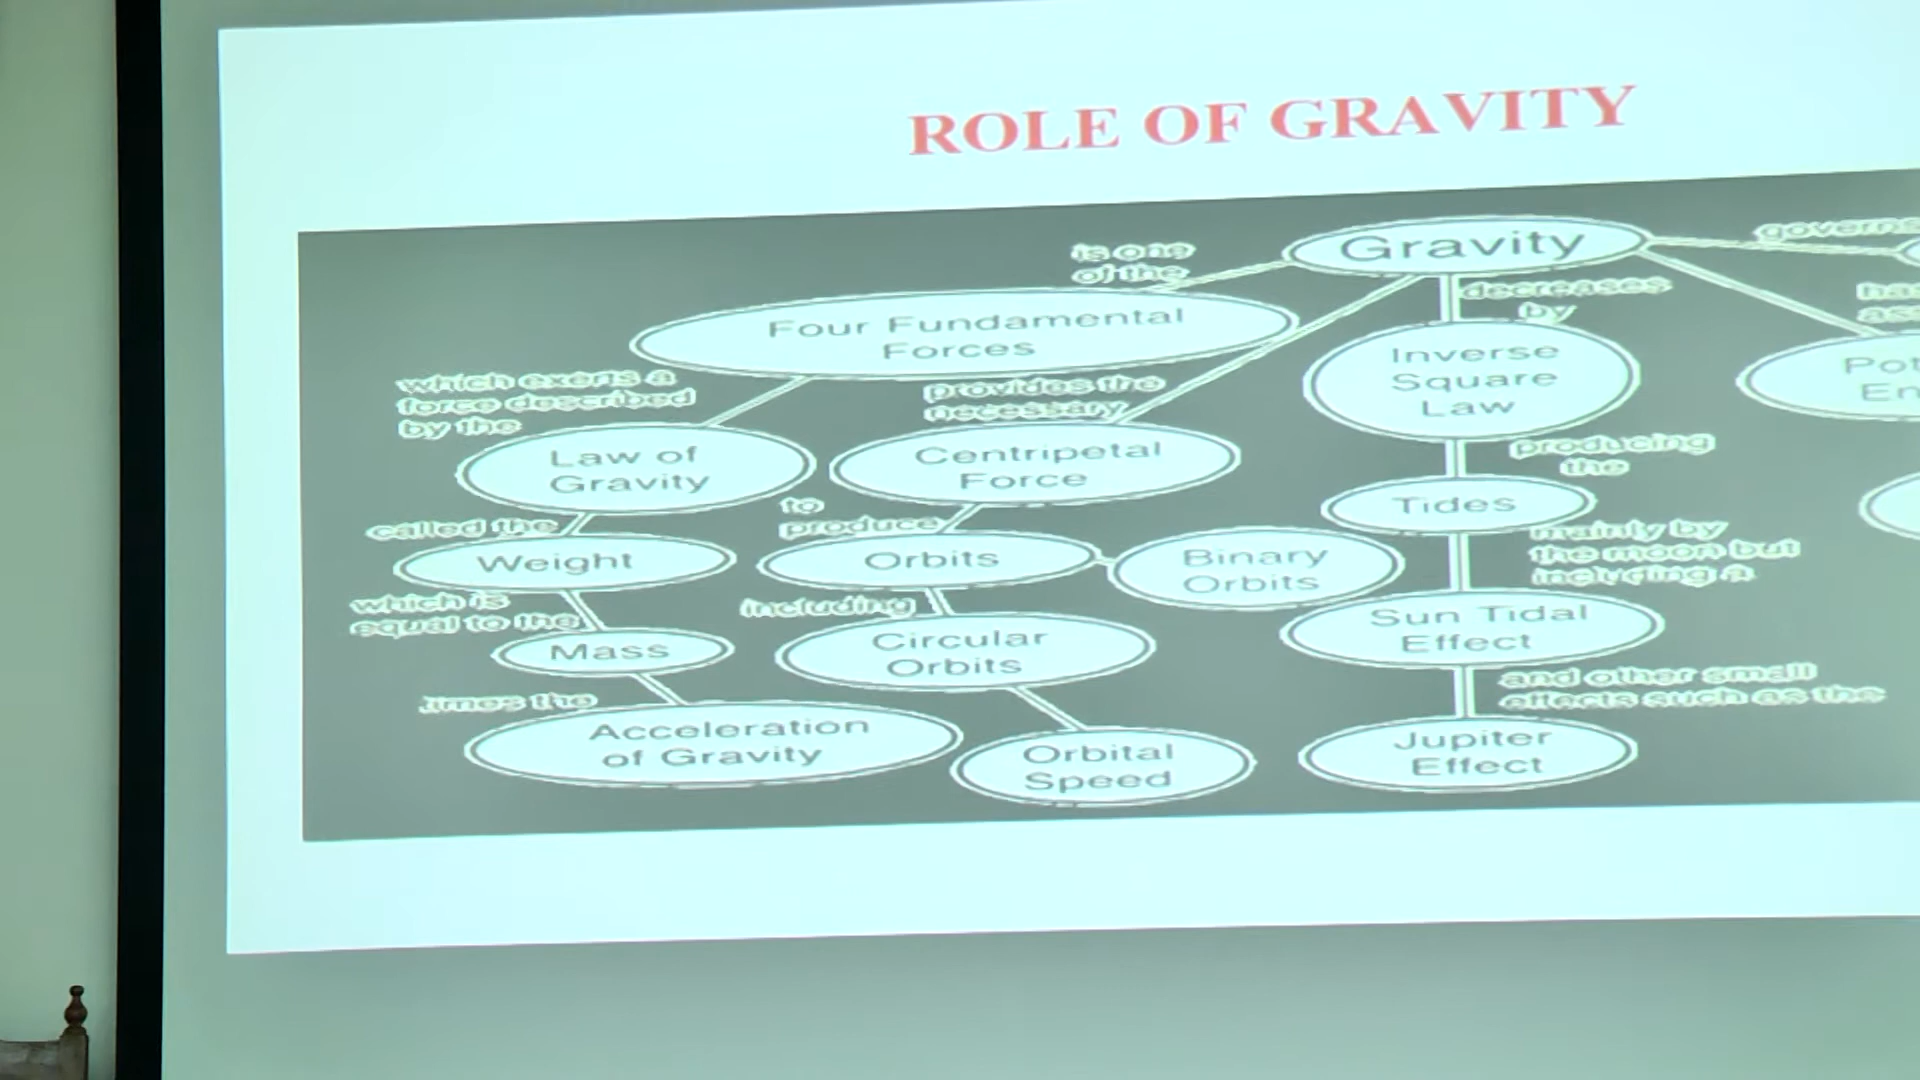 ROLE OF GRAVITY
Gravity
governs
is one
of the
decreases
by
Four Fundamental
Forces
Inverse
Square
Law
which exerts a
force described
by the
provides the
necessary
Law of
Gravity
Centripetal
Force
producing
the
Tides
called the
to
produce
Weight
Orbits
Binary
Orbits
mainly by
the moon but
including a
which is
equal to the
including
Mass
Circular
Orbits
Sun Tidal
Effect
times the
and other small
effects such as the
Acceleration
of Gravity
Orbital
Speed
Jupiter
Effect